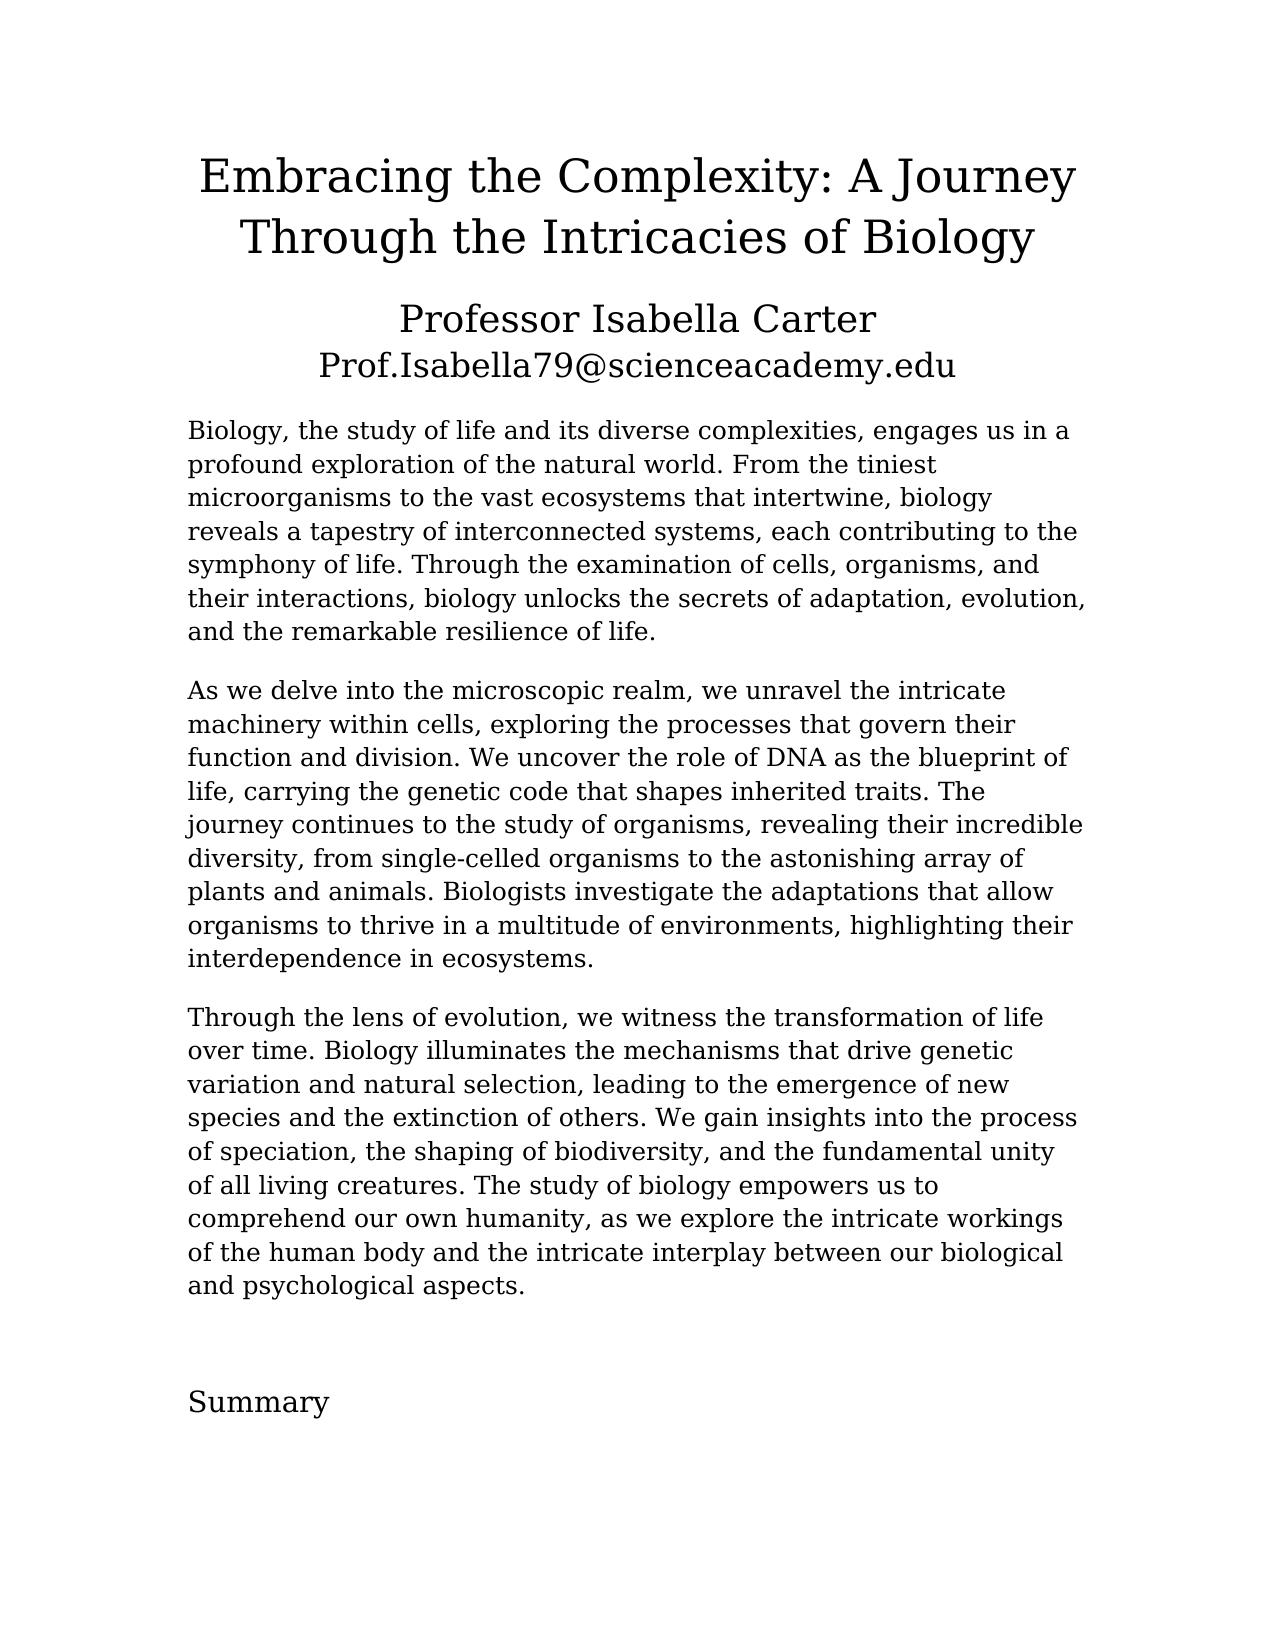 Embracing the Complexity: A Journey
Through the Intricacies of Biology
Professor Isabella Carter
Prof.Isabella79@scienceacademy.edu
Biology, the study of life and its diverse complexities, engages us in a
profound exploration of the natural world. From the tiniest
microorganisms to the vast ecosystems that intertwine, biology
reveals a tapestry of interconnected systems, each contributing to the
symphony of life. Through the examination of cells, organisms, and
their interactions, biology unlocks the secrets of adaptation, evolution,
and the remarkable resilience of life.
As we delve into the microscopic realm, we unravel the intricate
machinery within cells, exploring the processes that govern their
function and division. We uncover the role of DNA as the blueprint of
life, carrying the genetic code that shapes inherited traits. The
journey continues to the study of organisms, revealing their incredible
diversity, from single-celled organisms to the astonishing array of
plants and animals. Biologists investigate the adaptations that allow
organisms to thrive in a multitude of environments, highlighting their
interdependence in ecosystems.
Through the lens of evolution, we witness the transformation of life
over time. Biology illuminates the mechanisms that drive genetic
variation and natural selection, leading to the emergence of new
species and the extinction of others. We gain insights into the process
of speciation, the shaping of biodiversity, and the fundamental unity
of all living creatures. The study of biology empowers us to
comprehend our own humanity, as we explore the intricate workings
of the human body and the intricate interplay between our biological
and psychological aspects.
Summary